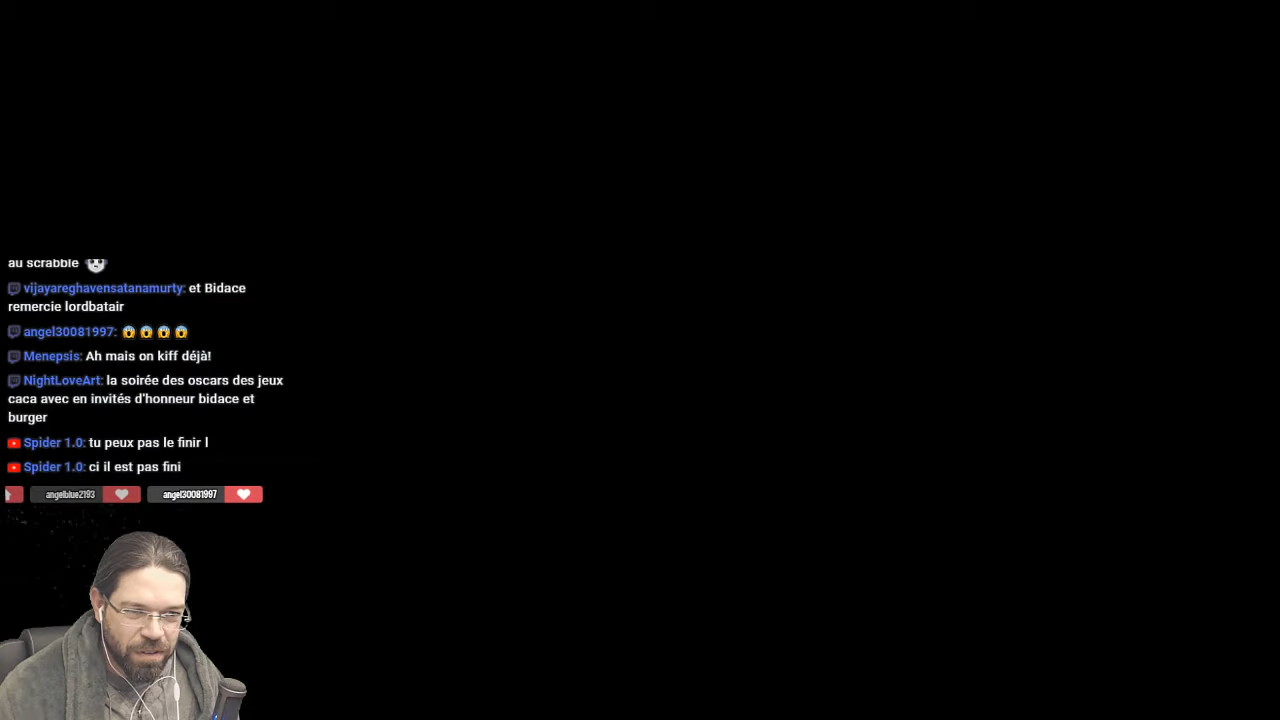 au scrabble
vijayareghavensatanamurty: et Bidace
remercie lordbatair
angel30081997: 😱😱😱😱
Menepsis: Ah mais on kiff déjà!
NightLoveArt: la soirée des oscars des jeux
caca avec en invités d'honneur bidace et
burger
Spider 1.0: tu peux pas le finir l
Spider 1.0: ci il est pas fini
angelblue2193 angel30081997